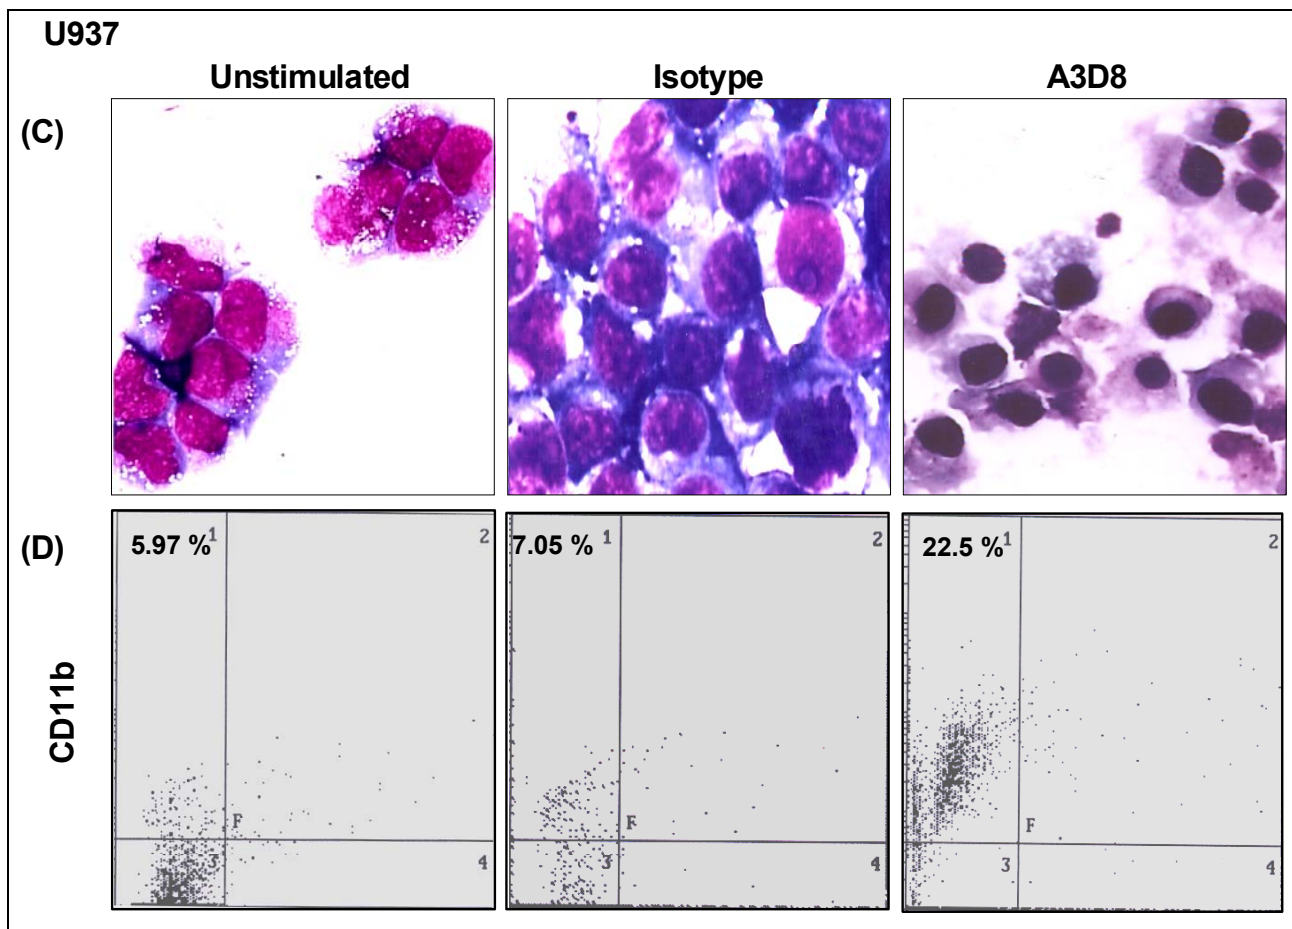 U937
Unstimulated Isotype A3D8
(C)
(D)
5.97 % 1 2
7.05 % 1 2
22.5 % 1 2
CD11b
F
3 4
F
3 4
F
3 4